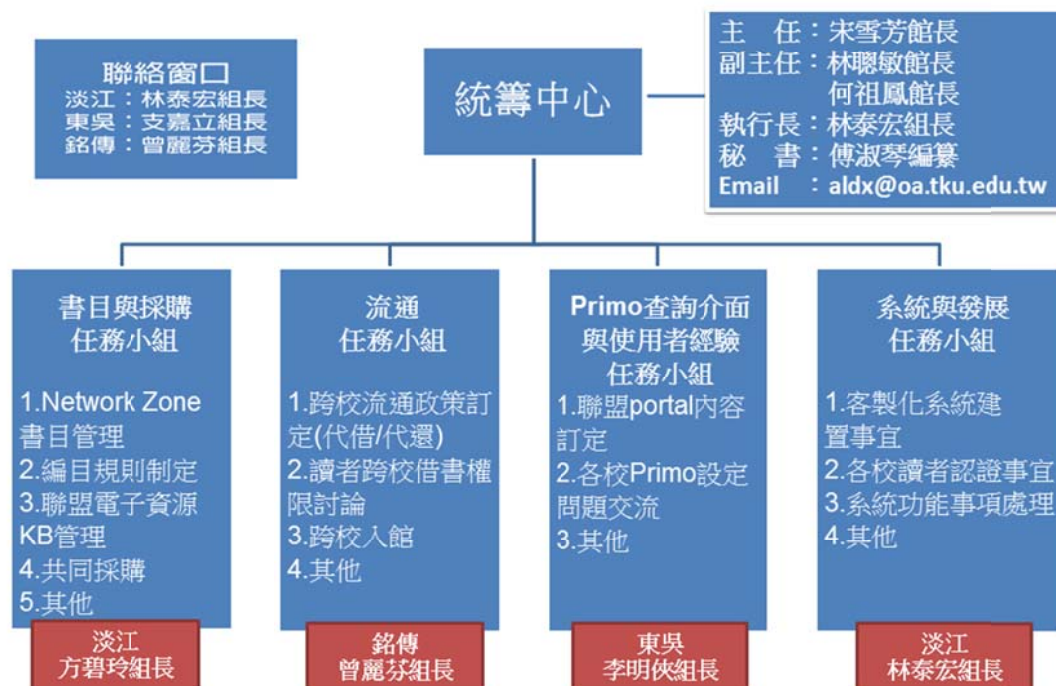 聯絡窗口
淡江：林泰宏組長
東吳：支嘉立組長
銘傳：曾麗芬組長
統籌中心
主　任：宋雪芳館長
副主任：林聰敏館長
何祖鳳館長
執行長：林泰宏組長
秘　書：傅淑琴編纂
Email　：aldx@oa.tku.edu.tw
書目與採購
任務小組
1.Network Zone
書目管理
2.編目規則制定
3.聯盟電子資源
KB管理
4.共同採購
5.其他
淡江
方碧玲組長
流通
任務小組
1.跨校流通政策訂
定(代借/代還)
2.讀者跨校借書權
限討論
3.跨校入館
4.其他
銘傳
曾麗芬組長
Primo查詢介面
與使用者經驗
任務小組
1.聯盟portal內容
訂定
2.各校Primo設定
問題交流
3.其他
東吳
李明俠組長
系統與發展
任務小組
1.客製化系統建
置事宜
2.各校讀者認證事宜
3.系統功能事項處理
4.其他
淡江
林泰宏組長